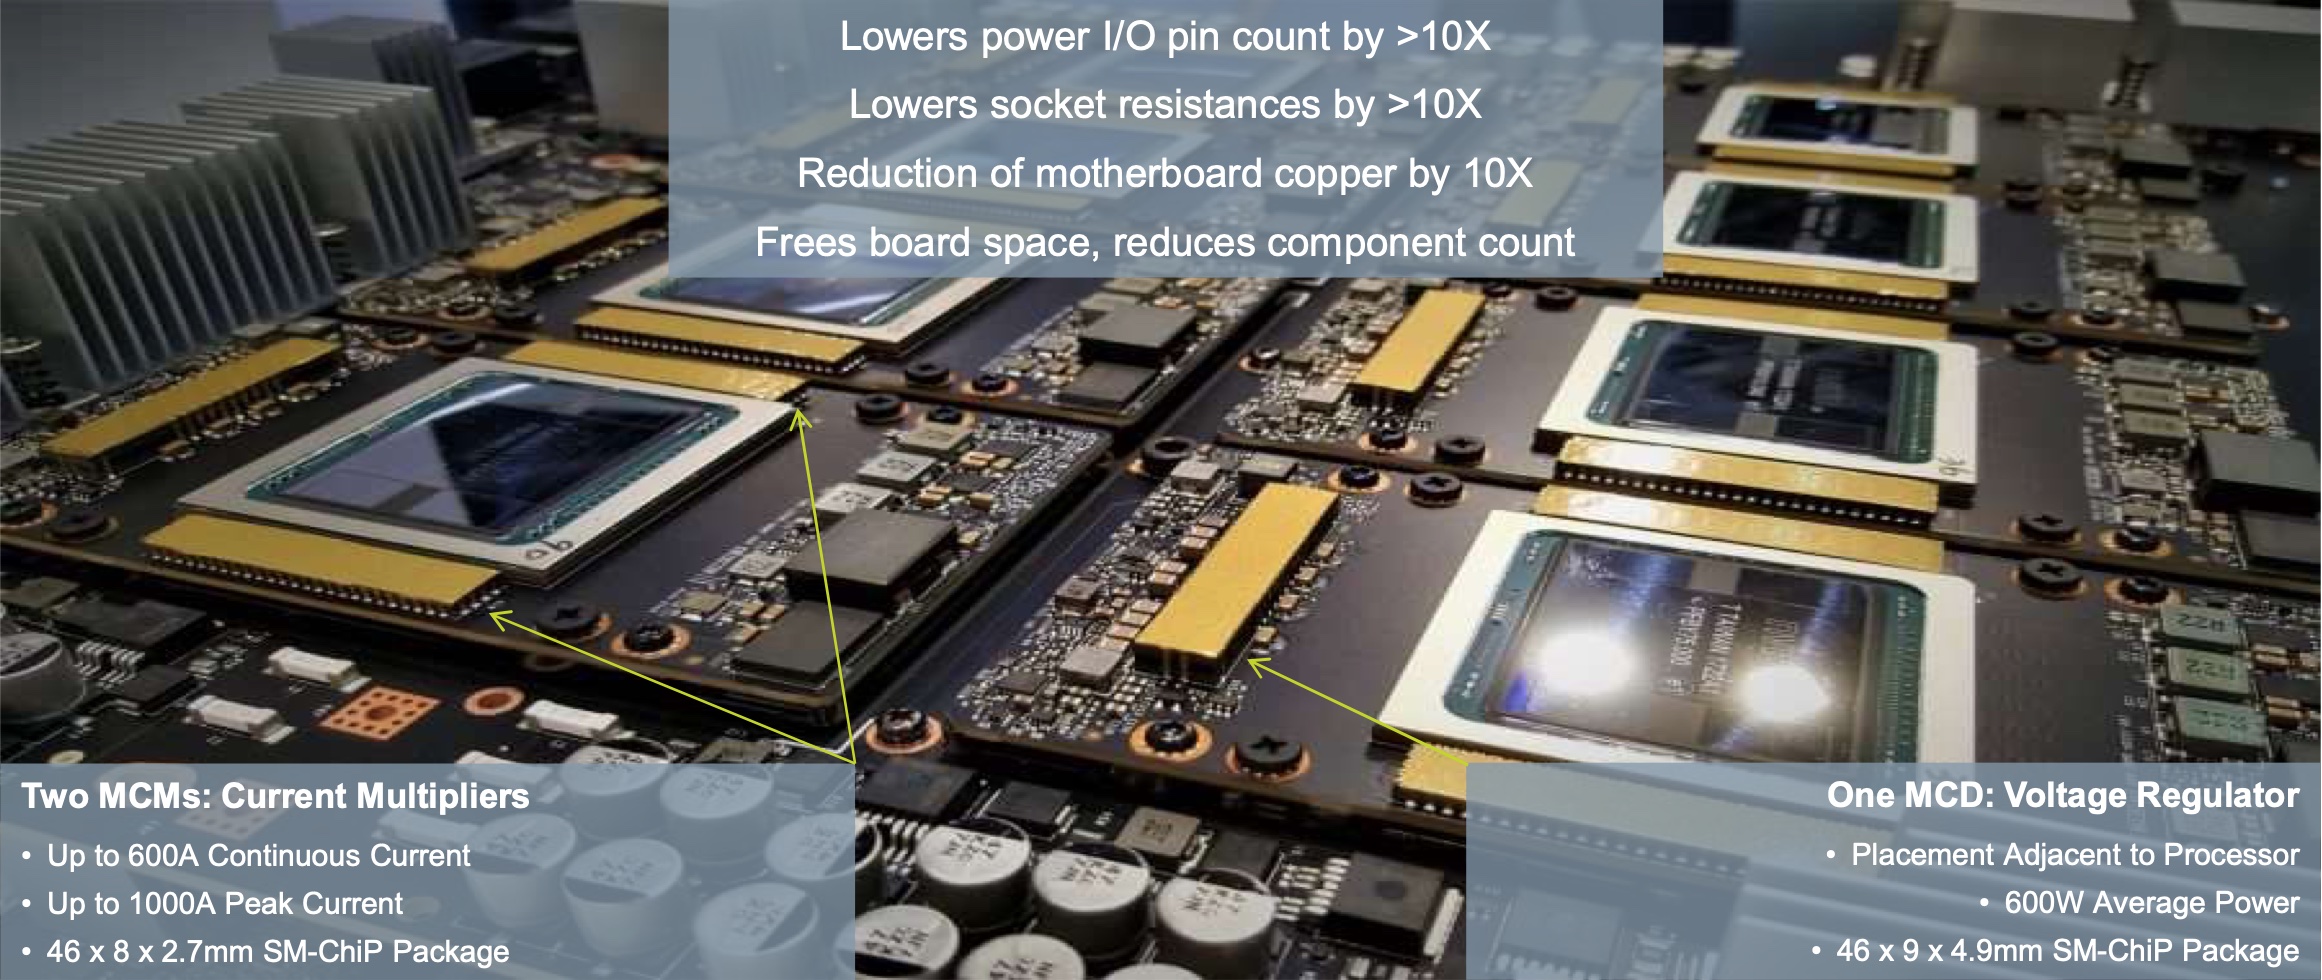 Lowers power I/O pin count by >10X
Lowers socket resistances by >10X
Reduction of motherboard copper by 10X
Frees board space, reduces component count
Two MCMs: Current Multipliers
• Up to 600A Continuous Current
• Up to 1000A Peak Current
• 46 x 8 x 2.7mm SM-ChiP Package
One MCD: Voltage Regulator
• Placement Adjacent to Processor
• 600W Average Power
• 46 x 9 x 4.9mm SM-ChiP Package
TAIWAN
R22
R22